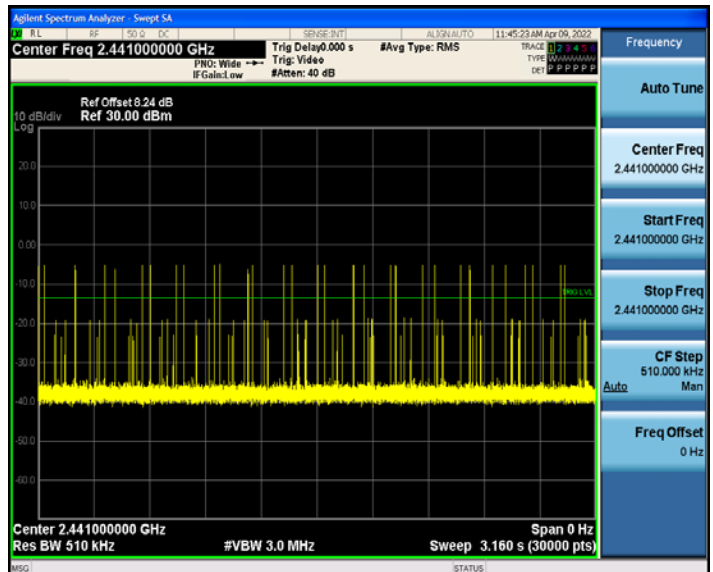 Agilent Spectrum Analyzer - Swept SA
RL RF 50 Ω DC SENSE:INT ALIGN AUTO 11:45:23 AM Apr 09, 2022
Center Freq 2.441000000 GHz
PNO: Wide
IFGain:Low
Trig Delay0.000 s
Trig: Video
#Atten: 40 dB
#Avg Type: RMS
TRACE 1 2 3 4 5 6
TYPE WWWWWWW
DET P P P P P P
Ref Offset 8.24 dB
10 dB/div Ref 30.00 dBm
Log
20.0
10.0
0.00
-10.0
TRIG LVL
-20.0
-30.0
-40.0
-50.0
-60.0
Center 2.441000000 GHz Span 0 Hz
Res BW 510 kHz #VBW 3.0 MHz Sweep 3.160 s (30000 pts)
MSG STATUS
Frequency
Auto Tune
Center Freq
2.441000000 GHz
Start Freq
2.441000000 GHz
Stop Freq
2.441000000 GHz
CF Step
510.000 kHz
Auto Man
Freq Offset
0 Hz